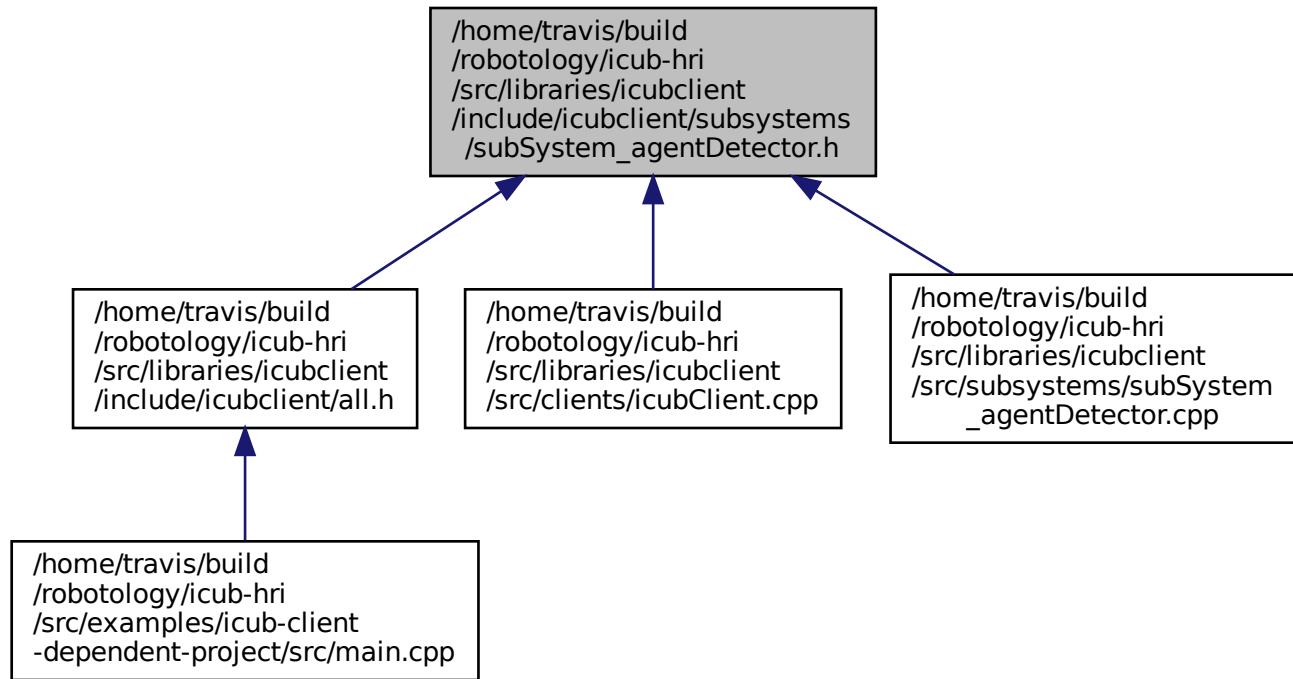 /home/travis/build
/robotology/icub-hri
/src/libraries/icubclient
/include/icubclient/subsystems
/subSystem_agentDetector.h
/home/travis/build
/robotology/icub-hri
/src/libraries/icubclient
/include/icubclient/all.h
/home/travis/build
/robotology/icub-hri
/src/libraries/icubclient
/src/clients/icubClient.cpp
/home/travis/build
/robotology/icub-hri
/src/libraries/icubclient
/src/subsystems/subSystem
_agentDetector.cpp
/home/travis/build
/robotology/icub-hri
/src/examples/icub-client
-dependent-project/src/main.cpp